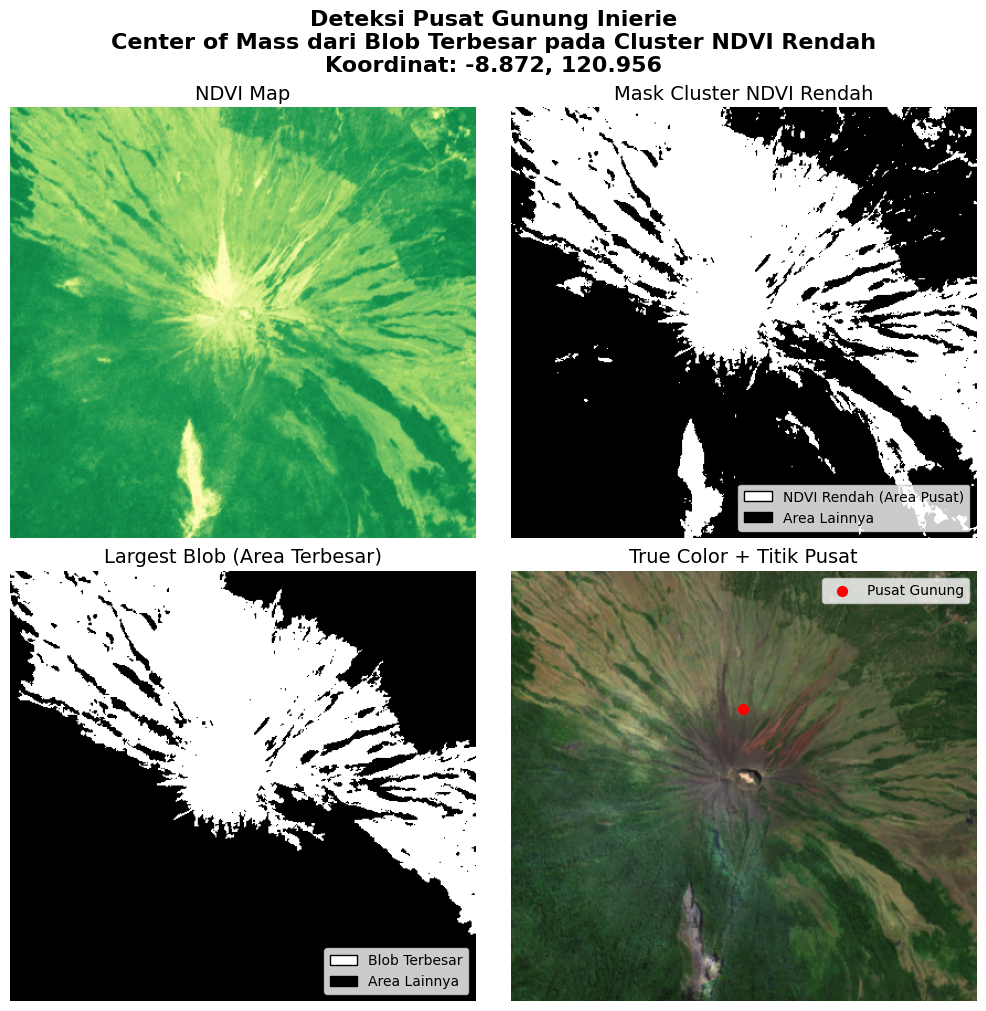 Deteksi Pusat Gunung Inierie
Center of Mass dari Blob Terbesar pada Cluster NDVI Rendah
Koordinat: -8.872, 120.956
NDVI Map
Mask Cluster NDVI Rendah
NDVI Rendah (Area Pusat)
Area Lainnya
Largest Blob (Area Terbesar)
True Color + Titik Pusat
Blob Terbesar
Area Lainnya
Pusat Gunung